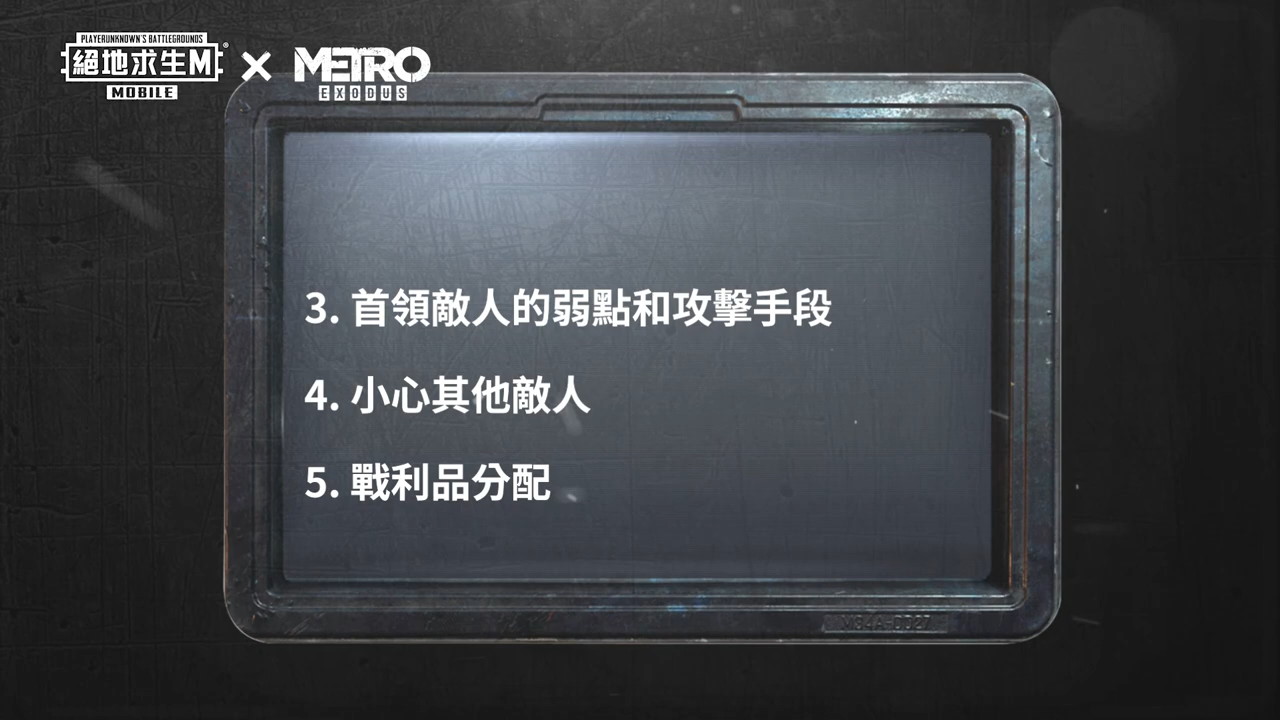 PLAYERUNKNOWN'S BATTLEGROUNDS
絕地求生M
MOBILE
×
METRO
EXODUS
3. 首領敵人的弱點和攻擊手段
4. 小心其他敵人
5. 戰利品分配